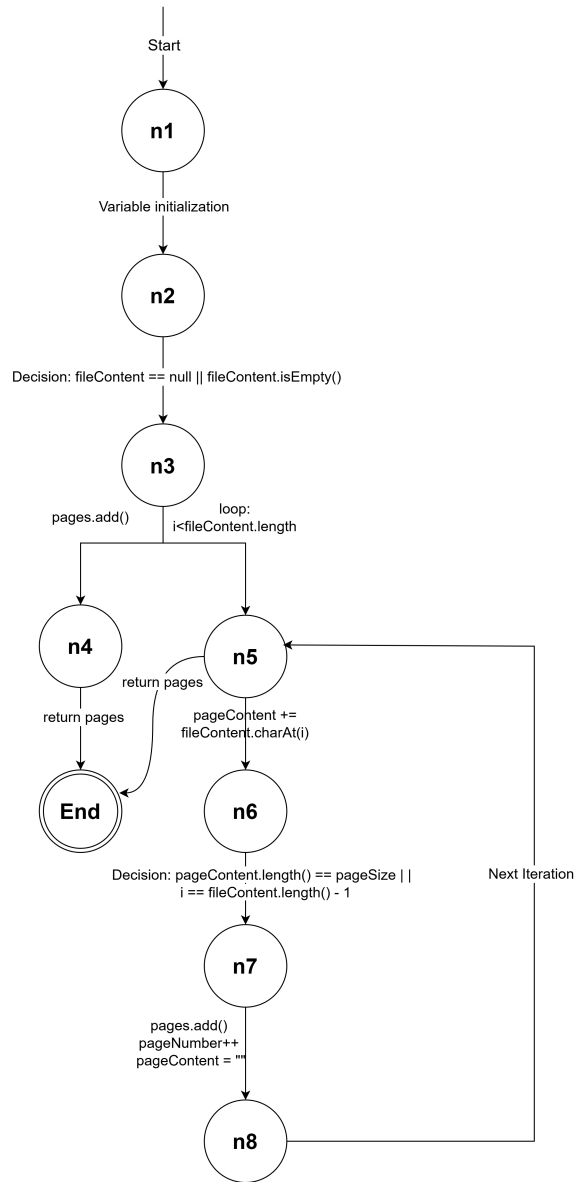 Start
n1
Variable initialization
n2
Decision: fileContent == null || fileContent.isEmpty()
n3
pages.add()
loop:
i<fileContent.length
n4
n5
return pages
return pages
pageContent +=
fileContent.charAt(i)
End
n6
Decision: pageContent.length() == pageSize ||
i == fileContent.length() - 1
Next Iteration
n7
pages.add()
pageNumber++
pageContent = ""
n8